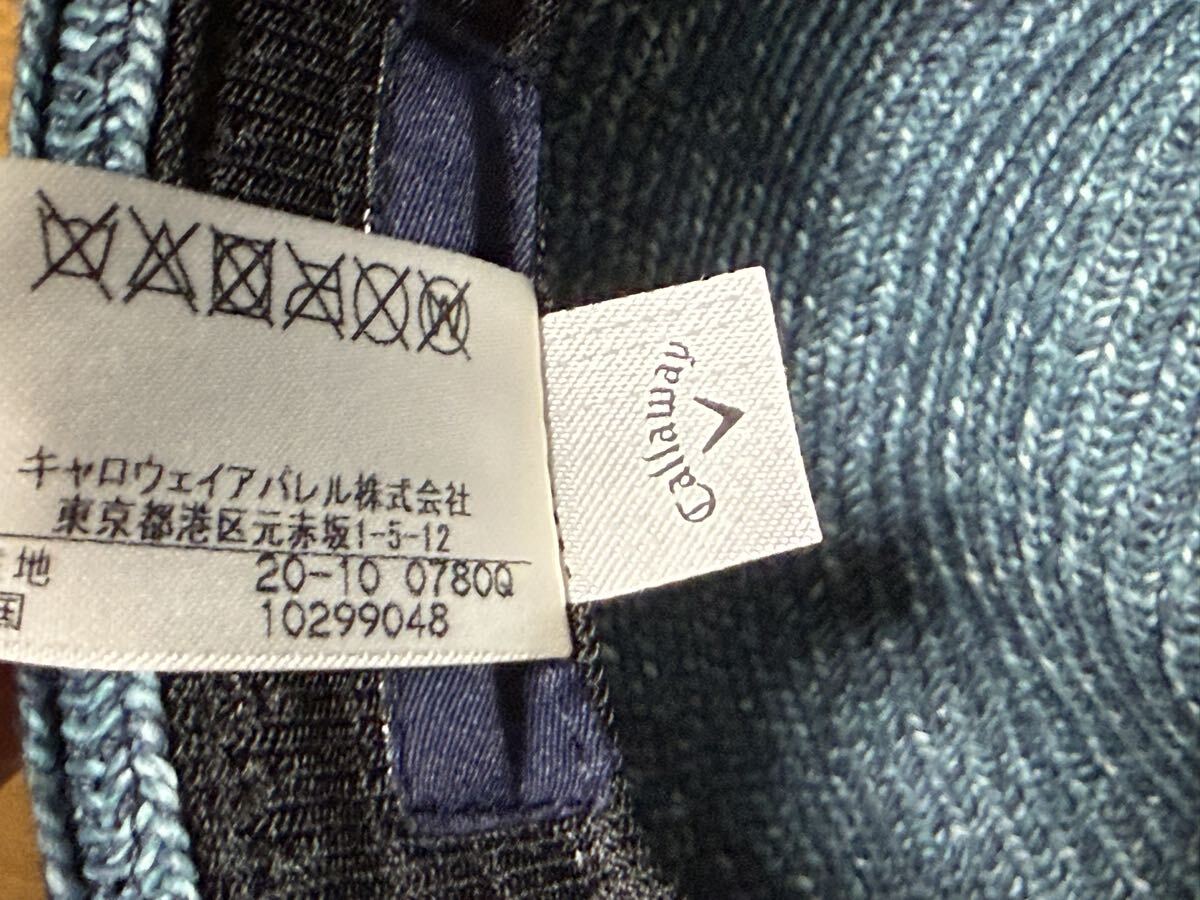 キャロウェイアパレル株式会社
東京都港区元赤坂1-5-12
地 20-10 0780Q
国 10299048
Callaway